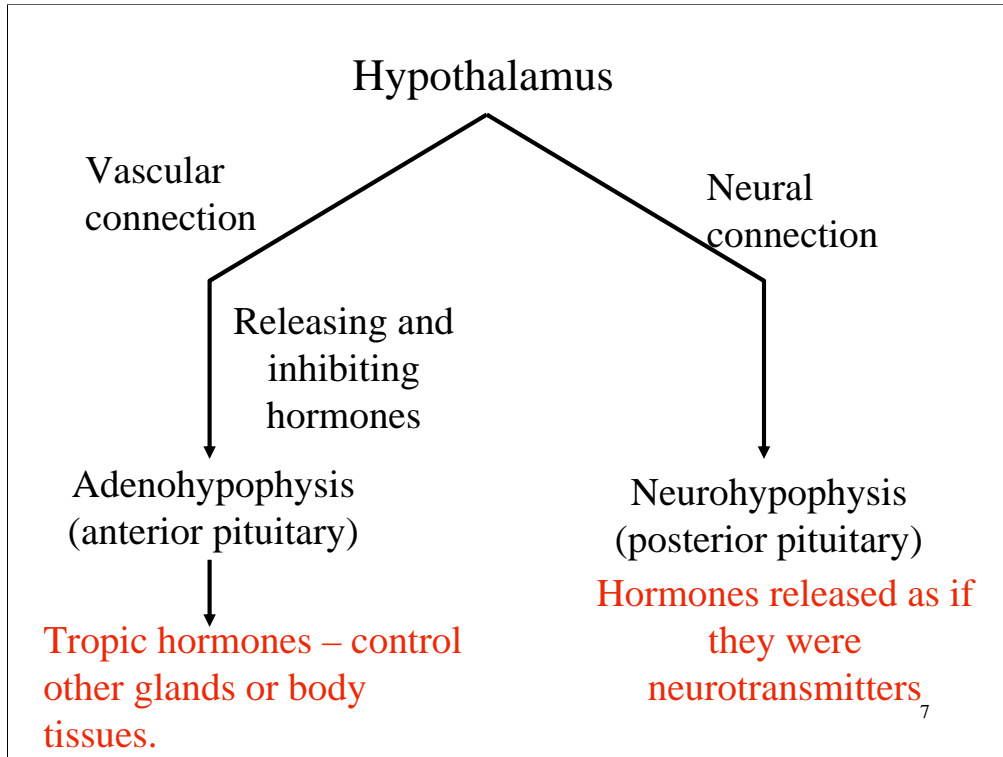 Hypothalamus
Vascular
connection
Neural
connection
Releasing and
inhibiting
hormones
Adenohypophysis
(anterior pituitary)
Neurohypophysis
(posterior pituitary)
Tropic hormones – control
other glands or body
tissues.
Hormones released as if
they were
neurotransmitters
7